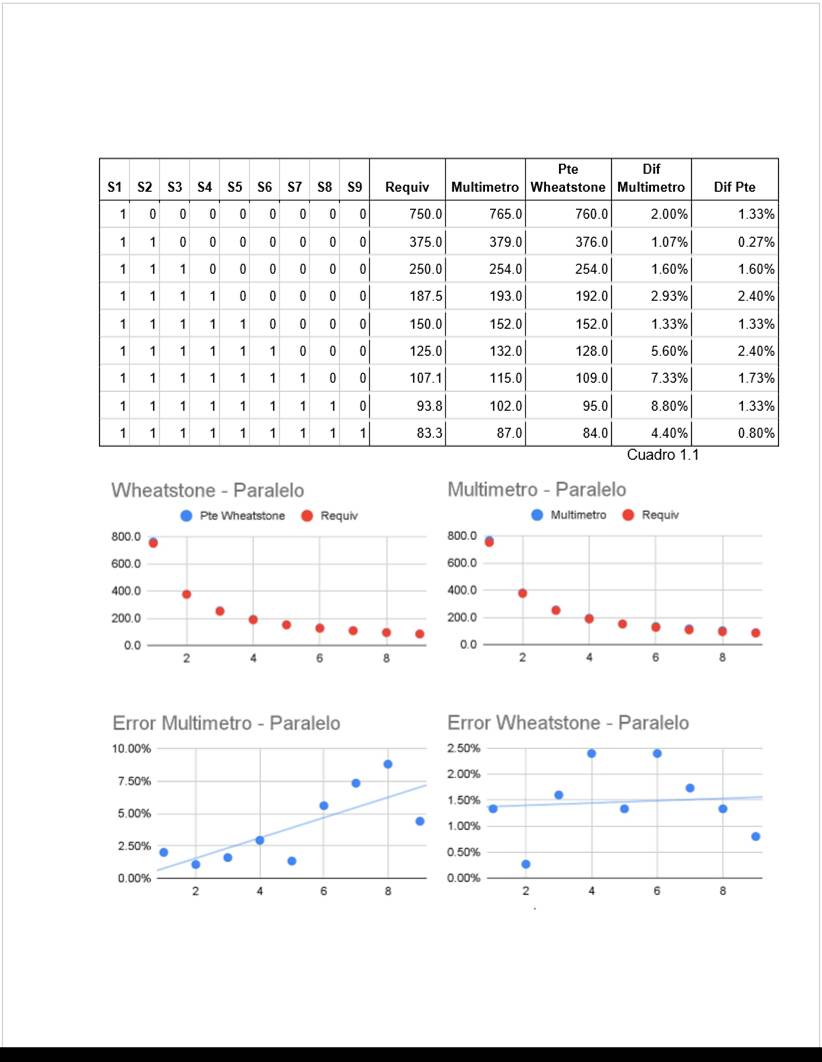 Pte Dif
S1 S2 S3 S4 S5 S6 S7 S8 S9 Requiv Multimetro Wheatstone Multimetro Dif Pte
1 0 0 0 0 0 0 0 0 750.0 765.0 760.0 2.00% 1.33%
1 1 0 0 0 0 0 0 0 375.0 379.0 376.0 1.07% 0.27%
1 1 1 0 0 0 0 0 0 250.0 254.0 254.0 1.60% 1.60%
1 1 1 1 0 0 0 0 0 187.5 193.0 192.0 2.93% 2.40%
1 1 1 1 1 0 0 0 0 150.0 152.0 152.0 1.33% 1.33%
1 1 1 1 1 1 0 0 0 125.0 132.0 128.0 5.60% 2.40%
1 1 1 1 1 1 1 0 0 107.1 115.0 109.0 7.33% 1.73%
1 1 1 1 1 1 1 1 0 93.8 102.0 95.0 8.80% 1.33%
1 1 1 1 1 1 1 1 1 83.3 87.0 84.0 4.40% 0.80%
Cuadro 1.1
Wheatstone - Paralelo
Pte Wheatstone Requiv
800.0
600.0
400.0
200.0
0.0
2 4 6 8
Multimetro - Paralelo
Multimetro Requiv
800.0
600.0
400.0
200.0
0.0
2 4 6 8
Error Multimetro - Paralelo
10.00%
7.50%
5.00%
2.50%
0.00%
2 4 6 8
Error Wheatstone - Paralelo
2.50%
2.00%
1.50%
1.00%
0.50%
0.00%
2 4 6 8